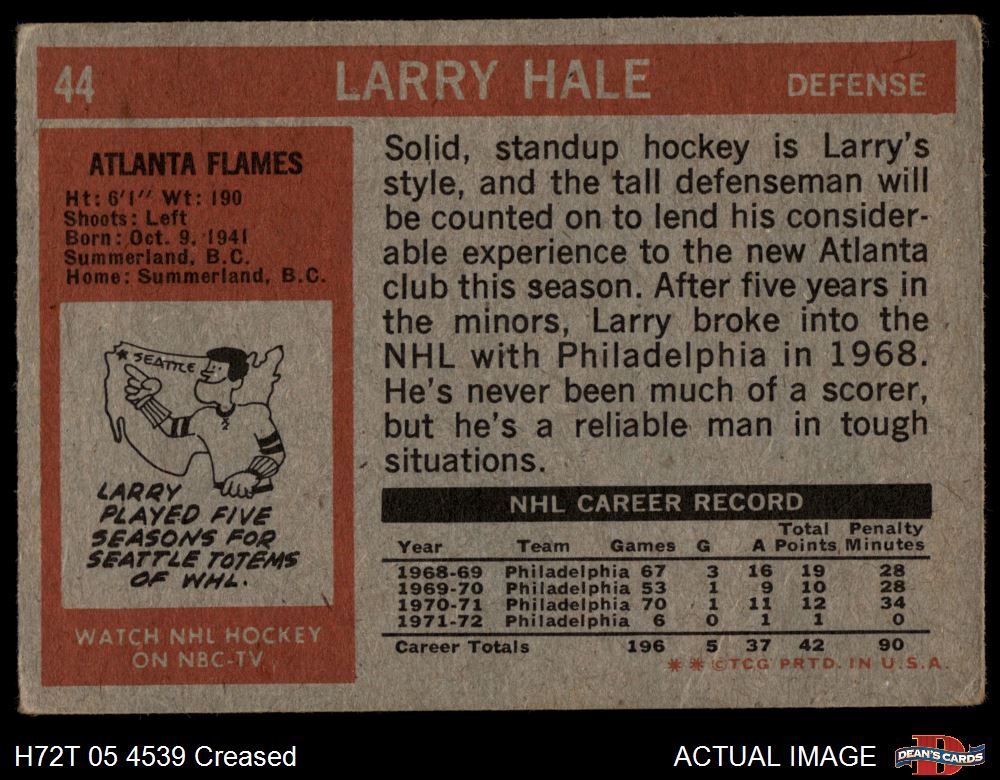 44 LARRY HALE DEFENSE
ATLANTA FLAMES
Ht: 6'1'' Wt: 190
Shoots: Left
Born: Oct. 9, 1941
Summerland, B.C.
Home: Summerland, B.C.
* SEATTLE
LARRY
PLAYED FIVE
SEASONS FOR
SEATTLE TOTEMS
OF WHL.
WATCH NHL HOCKEY
ON NBC-TV
Solid, standup hockey is Larry's
style, and the tall defenseman will
be counted on to lend his consider-
able experience to the new Atlanta
club this season. After five years in
the minors, Larry broke into the
NHL with Philadelphia in 1968.
He's never been much of a scorer,
but he's a reliable man in tough
situations.
NHL CAREER RECORD
Year Team Games G A Total Points Penalty Minutes
1968-69 Philadelphia 67 3 16 19 28
1969-70 Philadelphia 53 1 9 10 28
1970-71 Philadelphia 70 1 11 12 34
1971-72 Philadelphia 6 0 1 1 0
Career Totals 196 5 37 42 90
* * ©TCG PRTD. IN U.S.A.
H72T 05 4539 Creased ACTUAL IMAGE DEAN'S CARDS